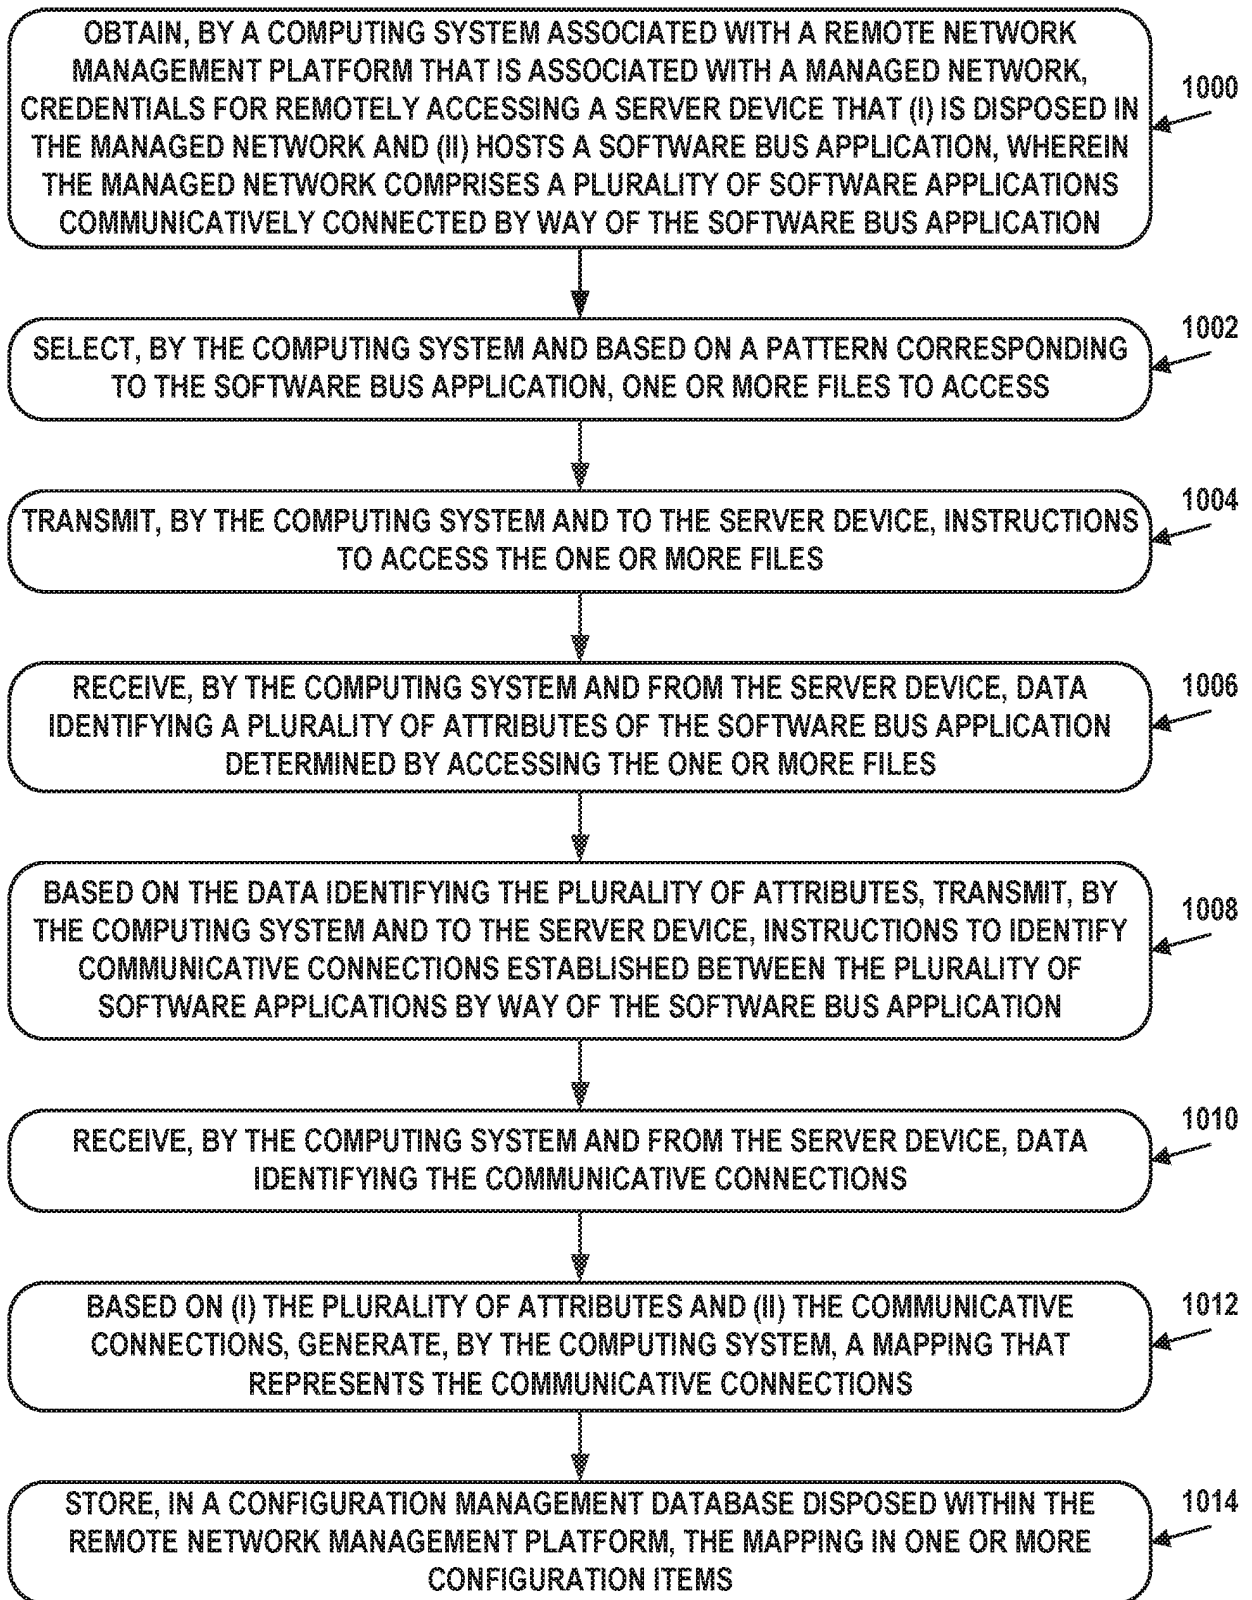 OBTAIN, BY A COMPUTING SYSTEM ASSOCIATED WITH A REMOTE NETWORK
MANAGEMENT PLATFORM THAT IS ASSOCIATED WITH A MANAGED NETWORK,
CREDENTIALS FOR REMOTELY ACCESSING A SERVER DEVICE THAT (I) IS DISPOSED IN
THE MANAGED NETWORK AND (II) HOSTS A SOFTWARE BUS APPLICATION, WHEREIN
THE MANAGED NETWORK COMPRISES A PLURALITY OF SOFTWARE APPLICATIONS
COMMUNICATIVELY CONNECTED BY WAY OF THE SOFTWARE BUS APPLICATION
1000
SELECT, BY THE COMPUTING SYSTEM AND BASED ON A PATTERN CORRESPONDING
TO THE SOFTWARE BUS APPLICATION, ONE OR MORE FILES TO ACCESS
1002
TRANSMIT, BY THE COMPUTING SYSTEM AND TO THE SERVER DEVICE, INSTRUCTIONS
TO ACCESS THE ONE OR MORE FILES
1004
RECEIVE, BY THE COMPUTING SYSTEM AND FROM THE SERVER DEVICE, DATA
IDENTIFYING A PLURALITY OF ATTRIBUTES OF THE SOFTWARE BUS APPLICATION
DETERMINED BY ACCESSING THE ONE OR MORE FILES
1006
BASED ON THE DATA IDENTIFYING THE PLURALITY OF ATTRIBUTES, TRANSMIT, BY
THE COMPUTING SYSTEM AND TO THE SERVER DEVICE, INSTRUCTIONS TO IDENTIFY
COMMUNICATIVE CONNECTIONS ESTABLISHED BETWEEN THE PLURALITY OF
SOFTWARE APPLICATIONS BY WAY OF THE SOFTWARE BUS APPLICATION
1008
RECEIVE, BY THE COMPUTING SYSTEM AND FROM THE SERVER DEVICE, DATA
IDENTIFYING THE COMMUNICATIVE CONNECTIONS
1010
BASED ON (I) THE PLURALITY OF ATTRIBUTES AND (II) THE COMMUNICATIVE
CONNECTIONS, GENERATE, BY THE COMPUTING SYSTEM, A MAPPING THAT
REPRESENTS THE COMMUNICATIVE CONNECTIONS
1012
STORE, IN A CONFIGURATION MANAGEMENT DATABASE DISPOSED WITHIN THE
REMOTE NETWORK MANAGEMENT PLATFORM, THE MAPPING IN ONE OR MORE
CONFIGURATION ITEMS
1014